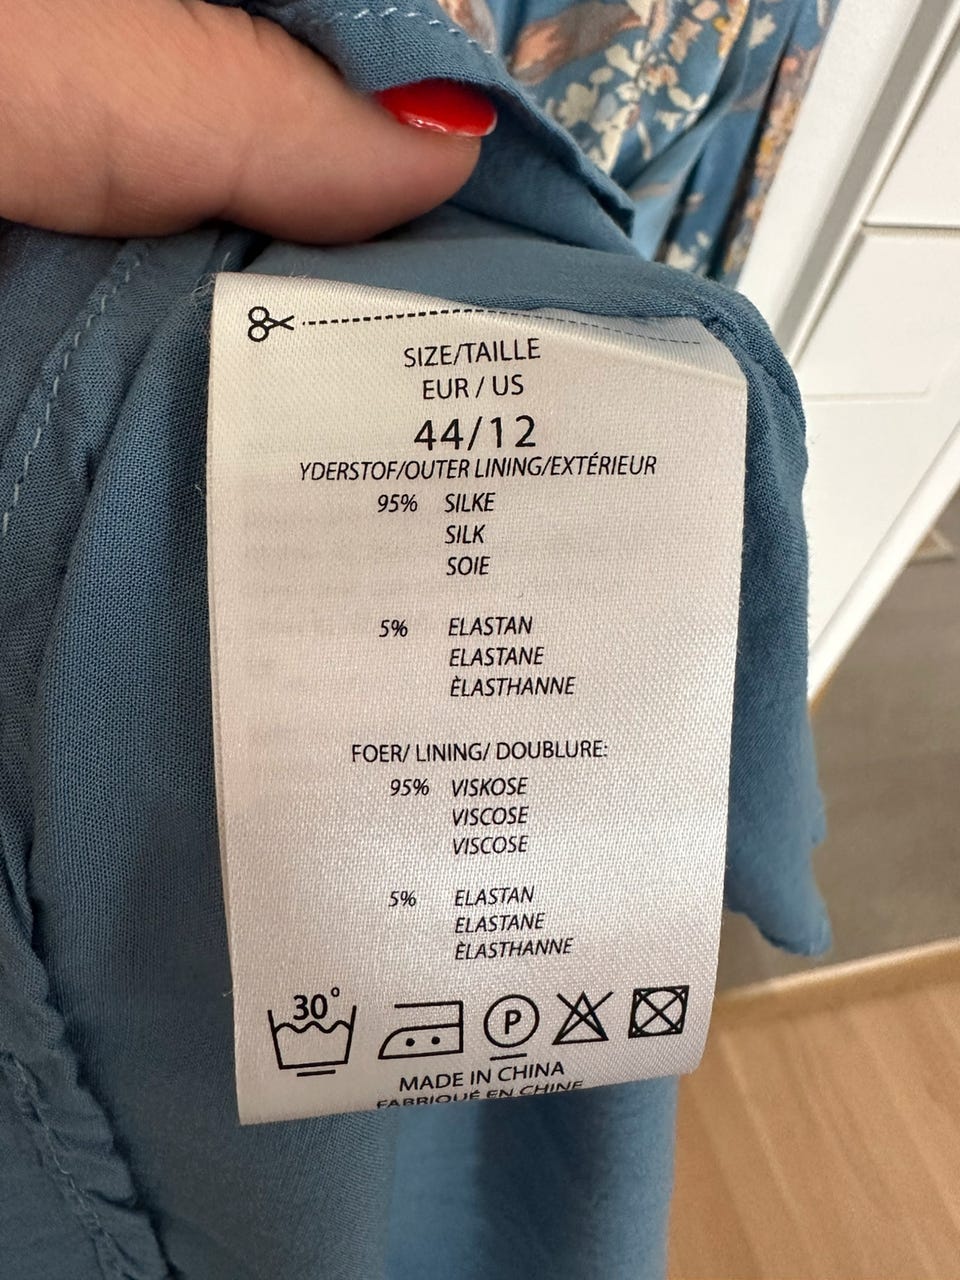 SIZE/TAILLE
EUR / US
44/12
YDERSTOF/OUTER LINING/EXTÉRIEUR
95% SILKE
SILK
SOIE
5% ELASTAN
ELASTANE
ÈLASTHANNE
FOER/ LINING/ DOUBLURE:
95% VISKOSE
VISCOSE
VISCOSE
5% ELASTAN
ELASTANE
ÈLASTHANNE
30°
P
MADE IN CHINA
FABRIQUÉ EN CHINE